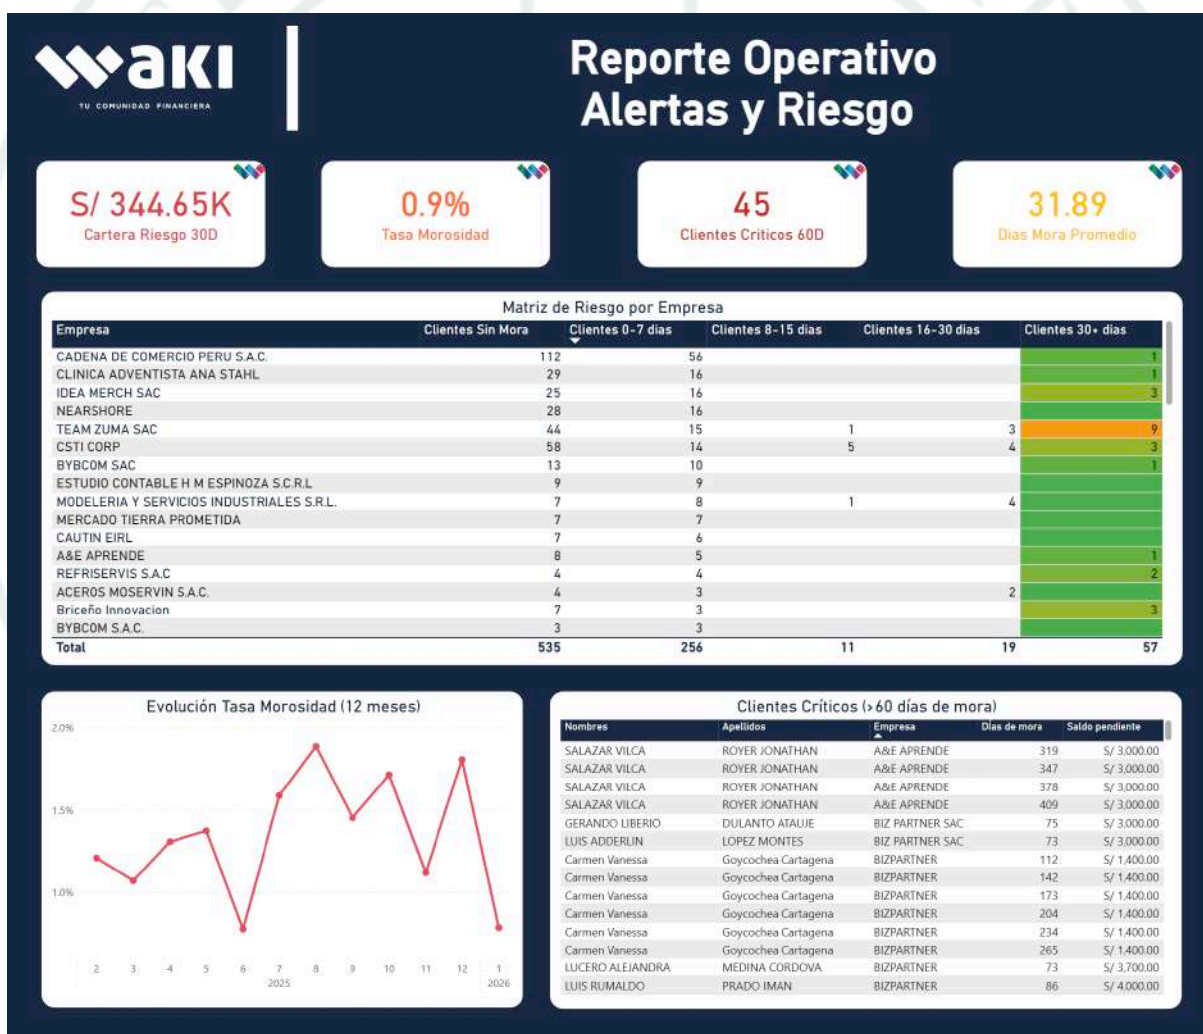 waki
TU COMUNIDAD FINANCIERA
Reporte Operativo
Alertas y Riesgo
S/ 344.65K
Cartera Riesgo 30D
0.9%
Tasa Morosidad
45
Clientes Criticos 60D
31.89
Dias Mora Promedio
Matriz de Riesgo por Empresa
Empresa Clientes Sin Mora Clientes 0-7 dias Clientes 8-15 dias Clientes 16-30 dias Clientes 30+ dias
CADENA DE COMERCIO PERU S.A.C. 112 56 1
CLINICA ADVENTISTA ANA STAHL 29 16 1
IDEA MERCH SAC 25 16 3
NEARSHORE 28 16
TEAM ZUMA SAC 44 15 1 3 9
CSTI CORP 58 14 5 4 3
BYBCOM SAC 13 10 1
ESTUDIO CONTABLE H M ESPINOZA S.C.R.L 9 9
MODELERIA Y SERVICIOS INDUSTRIALES S.R.L. 7 8 1 4
MERCADO TIERRA PROMETIDA 7 7
CAUTIN EIRL 7 6
A&E APRENDE 8 5 1
REFRISERVIS S.A.C 4 4 2
ACEROS MOSERVIN S.A.C. 4 3 2
Briceño Innovacion 7 3 3
BYBCOM S.A.C. 3 3
Total 535 256 11 19 57
Evolución Tasa Morosidad (12 meses)
2.0%
1.5%
1.0%
2 3 4 5 6 7 8 9 10 11 12 1
2025 2026
Clientes Críticos (>60 días de mora)
Nombres Apellidos Empresa Días de mora Saldo pendiente
SALAZAR VILCA ROYER JONATHAN A&E APRENDE 319 S/ 3,000.00
SALAZAR VILCA ROYER JONATHAN A&E APRENDE 347 S/ 3,000.00
SALAZAR VILCA ROYER JONATHAN A&E APRENDE 378 S/ 3,000.00
SALAZAR VILCA ROYER JONATHAN A&E APRENDE 409 S/ 3,000.00
GERANDO LIBERIO DULANTO ATAUJE BIZ PARTNER SAC 75 S/ 3,000.00
LUIS ADDERLIN LOPEZ MONTES BIZ PARTNER SAC 73 S/ 3,000.00
Carmen Vanessa Goycochea Cartagena BIZPARTNER 112 S/ 1,400.00
Carmen Vanessa Goycochea Cartagena BIZPARTNER 142 S/ 1,400.00
Carmen Vanessa Goycochea Cartagena BIZPARTNER 173 S/ 1,400.00
Carmen Vanessa Goycochea Cartagena BIZPARTNER 204 S/ 1,400.00
Carmen Vanessa Goycochea Cartagena BIZPARTNER 234 S/ 1,400.00
Carmen Vanessa Goycochea Cartagena BIZPARTNER 265 S/ 1,400.00
LUCERO ALEJANDRA MEDINA CORDOVA BIZPARTNER 73 S/ 3,700.00
LUIS RUMALDO PRADO IMAN BIZPARTNER 86 S/ 4,000.00